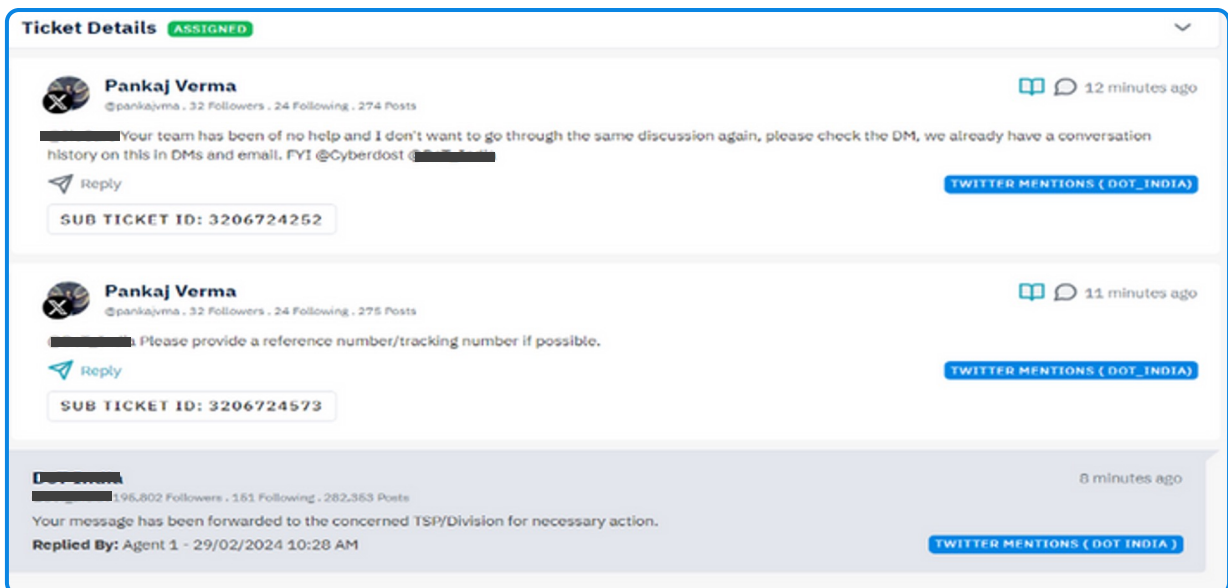 Ticket Details ASSIGNED
Pankaj Verma 12 minutes ago
@pankajvma . 32 Followers . 24 Following . 274 Posts
Your team has been of no help and I don't want to go through the same discussion again, please check the DM, we already have a conversation
history on this in DMs and email. FYI @Cyberdost
Reply TWITTER MENTIONS ( DOT_INDIA)
SUB TICKET ID: 3206724252
Pankaj Verma 11 minutes ago
@pankajvma . 32 Followers . 24 Following . 275 Posts
Please provide a reference number/tracking number if possible.
Reply TWITTER MENTIONS ( DOT_INDIA)
SUB TICKET ID: 3206724573
8 minutes ago
Followers . 151 Following . 282,353 Posts
Your message has been forwarded to the concerned TSP/Division for necessary action.
Replied By: Agent 1 - 29/02/2024 10:28 AM TWITTER MENTIONS ( DOT INDIA )